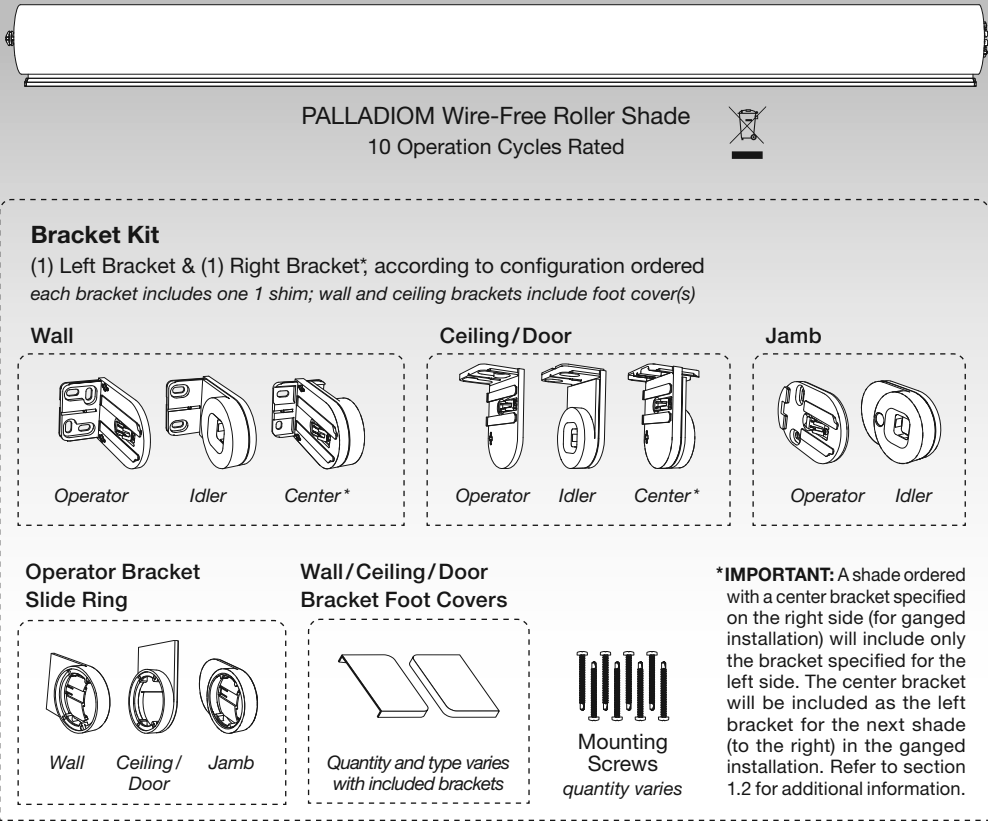 PALLADIOM Wire-Free Roller Shade
10 Operation Cycles Rated
Bracket Kit
(1) Left Bracket & (1) Right Bracket*, according to configuration ordered
each bracket includes one 1 shim; wall and ceiling brackets include foot cover(s)
Wall
Operator Idler Center*
Ceiling/Door
Operator Idler Center*
Jamb
Operator Idler
Operator Bracket
Slide Ring
Wall Ceiling/ Jamb
Door
Wall/Ceiling/Door
Bracket Foot Covers
Quantity and type varies
with included brackets
Mounting
Screws
quantity varies
*IMPORTANT: A shade ordered
with a center bracket specified
on the right side (for ganged
installation) will include only
the bracket specified for the
left side. The center bracket
will be included as the left
bracket for the next shade
(to the right) in the ganged
installation. Refer to section
1.2 for additional information.